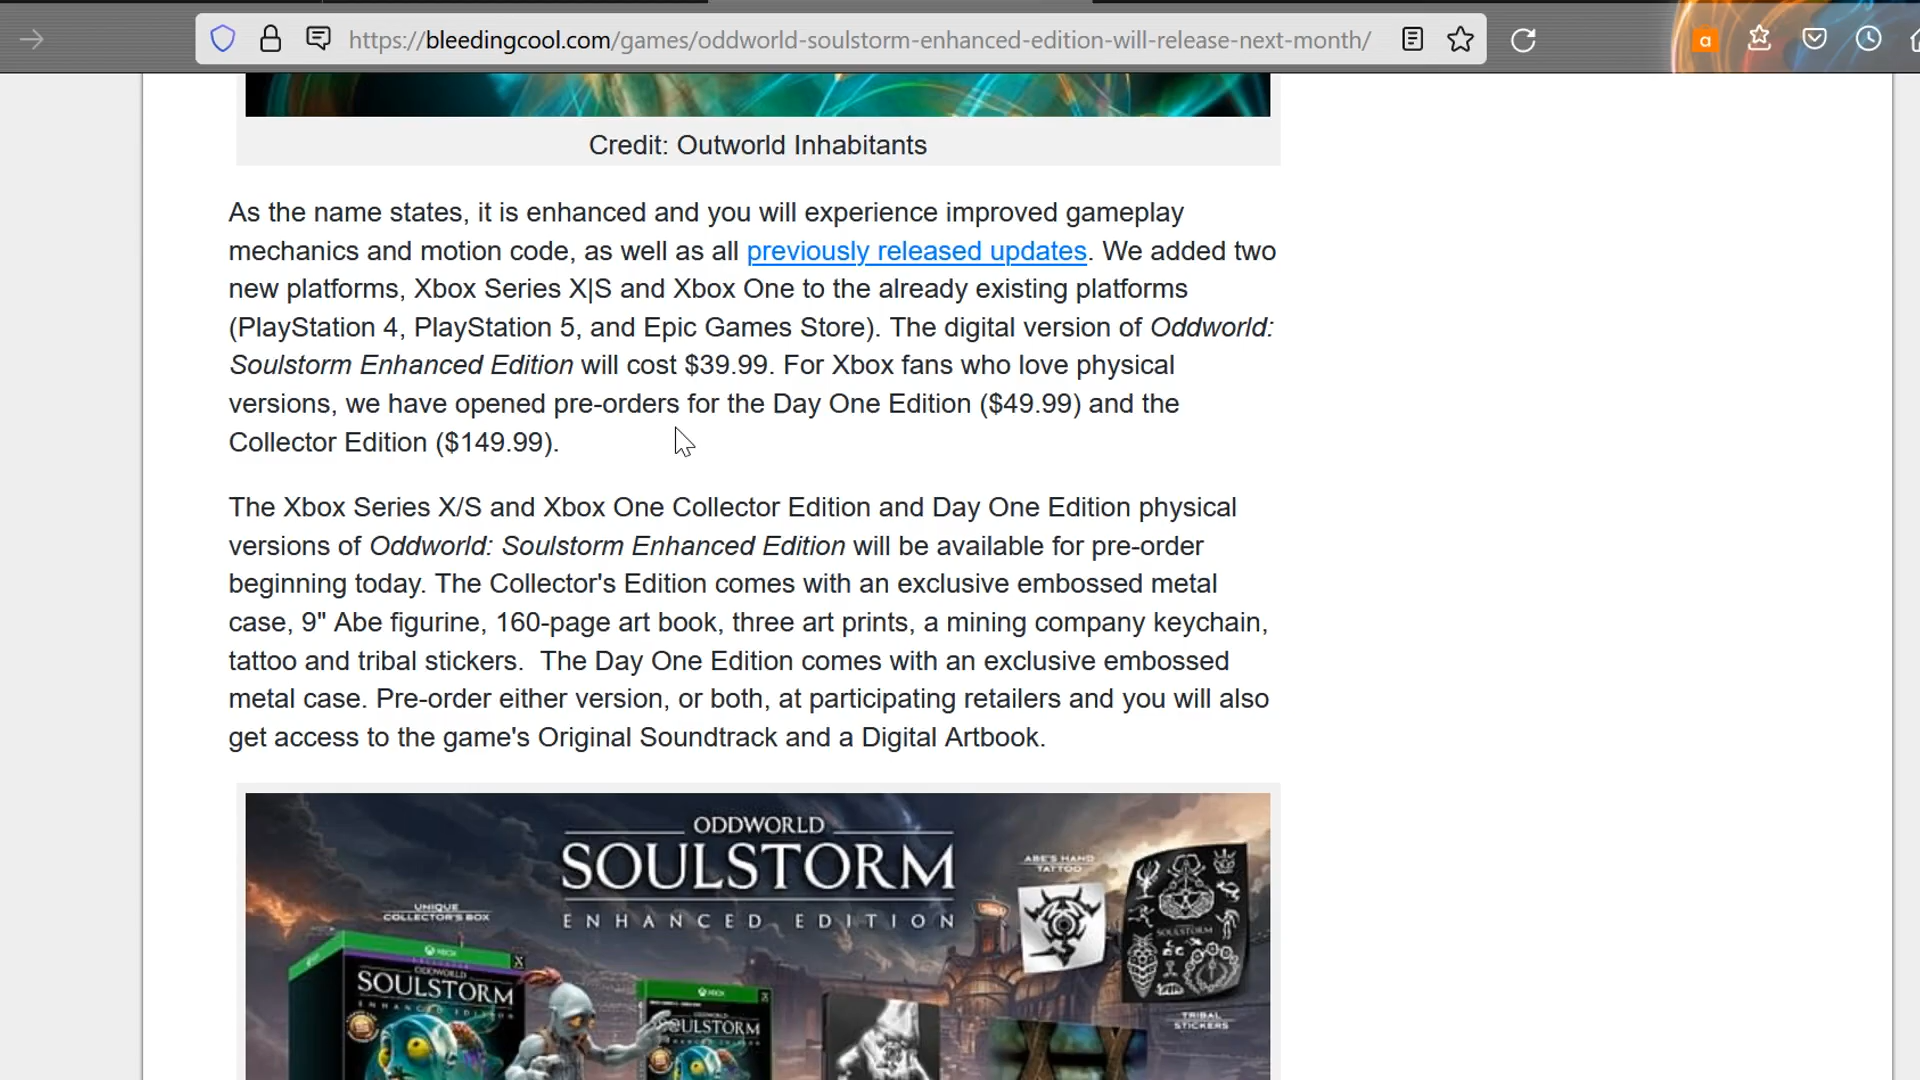 https://bleedingcool.com/games/oddworld-soulstorm-enhanced-edition-will-release-next-month/
a
Credit: Outworld Inhabitants
As the name states, it is enhanced and you will experience improved gameplay
mechanics and motion code, as well as all previously released updates. We added two
new platforms, Xbox Series X|S and Xbox One to the already existing platforms
(PlayStation 4, PlayStation 5, and Epic Games Store). The digital version of Oddworld:
Soulstorm Enhanced Edition will cost $39.99. For Xbox fans who love physical
versions, we have opened pre-orders for the Day One Edition ($49.99) and the
Collector Edition ($149.99).
The Xbox Series X/S and Xbox One Collector Edition and Day One Edition physical
versions of Oddworld: Soulstorm Enhanced Edition will be available for pre-order
beginning today. The Collector's Edition comes with an exclusive embossed metal
case, 9" Abe figurine, 160-page art book, three art prints, a mining company keychain,
tattoo and tribal stickers.  The Day One Edition comes with an exclusive embossed
metal case. Pre-order either version, or both, at participating retailers and you will also
get access to the game's Original Soundtrack and a Digital Artbook.
ODDWORLD
SOULSTORM
ENHANCED EDITION
ABE'S HAND
TATTOO
UNIQUE
COLLECTOR'S BOX
SOULSTORM
TRIBAL
STICKERS
XBOX
ODDWORLD
SOULSTORM
ENHANCED EDITION
XBOX
ODDWORLD
SOULSTORM